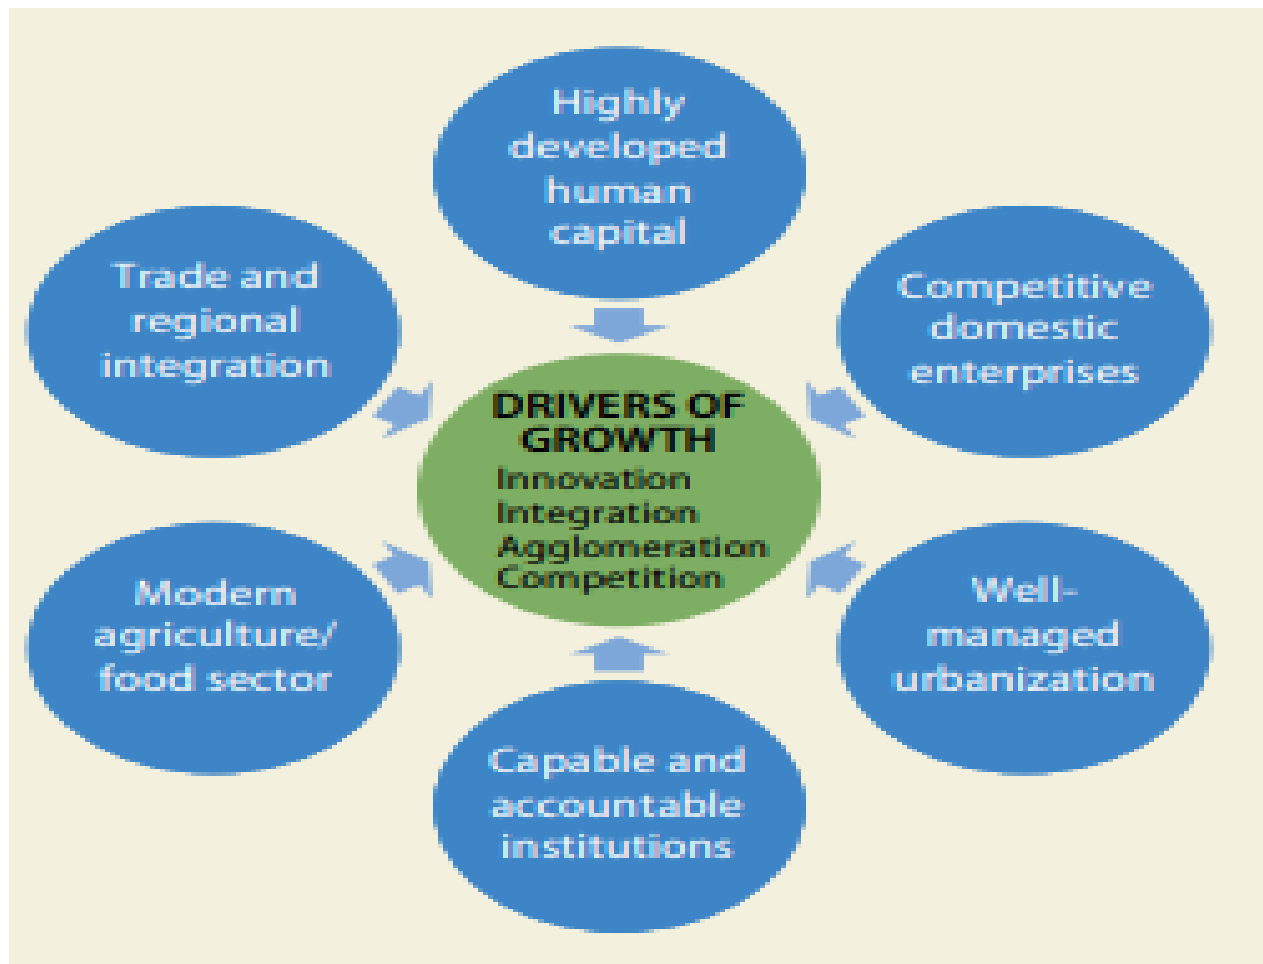 Highly
developed
human
capital
Trade and
regional
integration
Competitive
domestic
enterprises
DRIVERS OF
GROWTH
Innovation
Integration
Agglomeration
Competition
Modern
agriculture/
food sector
Well-
managed
urbanization
Capable and
accountable
institutions